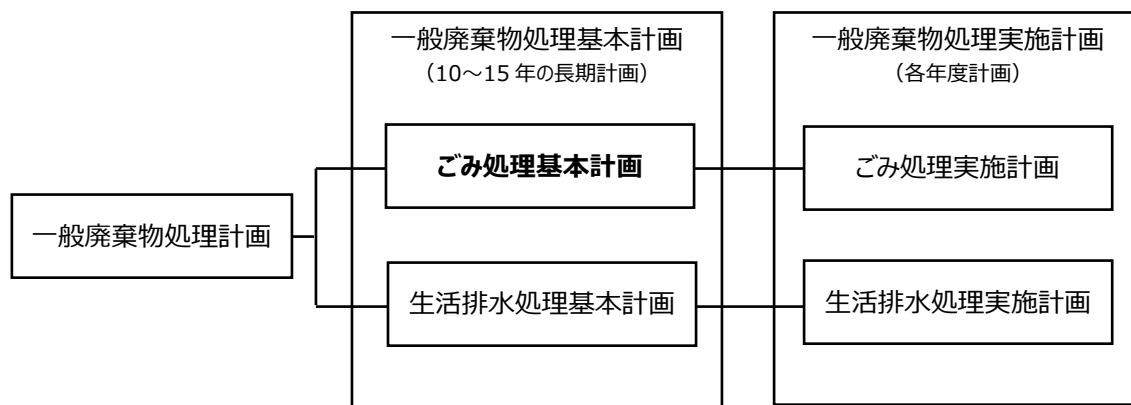 一般廃棄物処理基本計画
（10～15 年の長期計画）
一般廃棄物処理実施計画
（各年度計画）
ごみ処理基本計画
ごみ処理実施計画
一般廃棄物処理計画
生活排水処理基本計画
生活排水処理実施計画